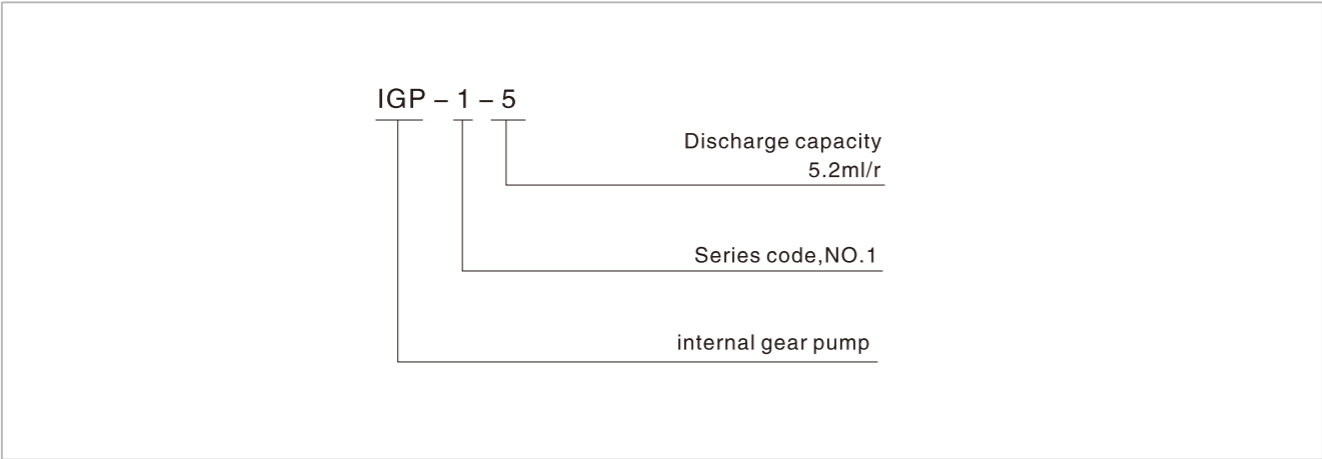 IGP – 1 – 5
Discharge capacity
5.2ml/r
Series code,NO.1
internal gear pump